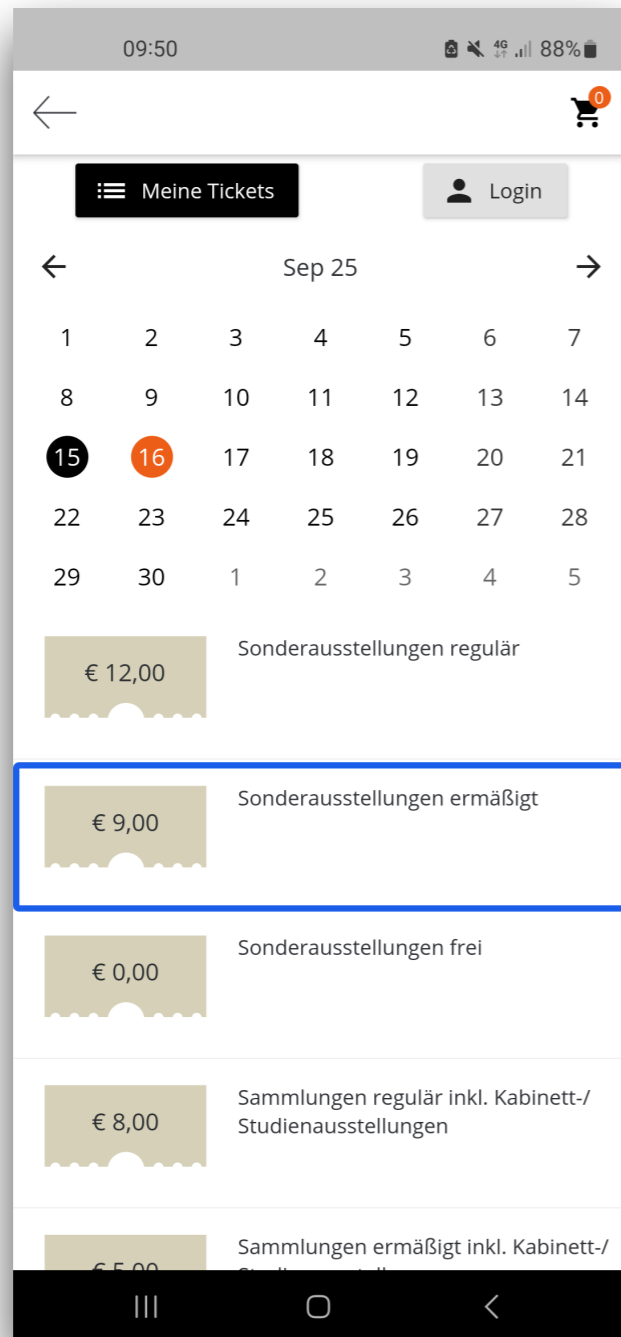 09:50 4G 88%
0
Meine Tickets Login
Sep 25
1 2 3 4 5 6 7
8 9 10 11 12 13 14
15 16 17 18 19 20 21
22 23 24 25 26 27 28
29 30 1 2 3 4 5
Sonderausstellungen regulär
€ 12,00
Sonderausstellungen ermäßigt
€ 9,00
Sonderausstellungen frei
€ 0,00
Sammlungen regulär inkl. Kabinett-/
€ 8,00
Studienausstellungen
Sammlungen ermäßigt inkl. Kabinett-/
€ 5,00